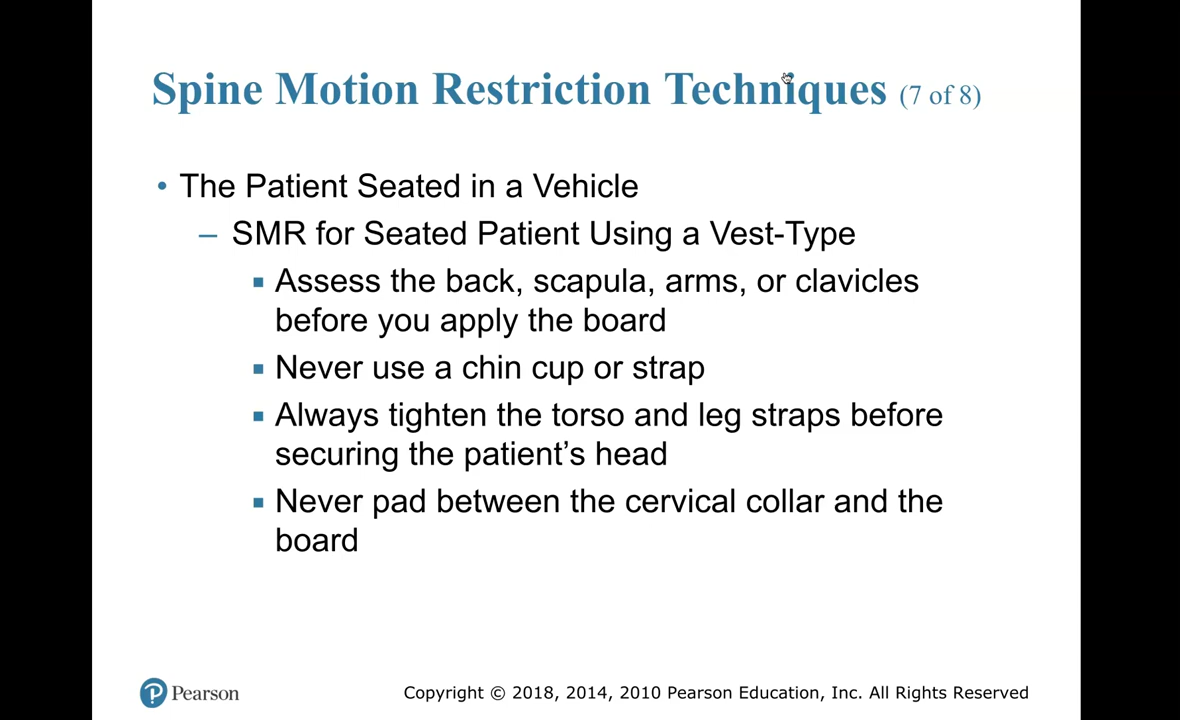 Spine Motion Restriction Techniques (7 of 8)
• The Patient Seated in a Vehicle
– SMR for Seated Patient Using a Vest-Type
▪ Assess the back, scapula, arms, or clavicles
before you apply the board
▪ Never use a chin cup or strap
▪ Always tighten the torso and leg straps before
securing the patient’s head
▪ Never pad between the cervical collar and the
board
P Pearson
Copyright © 2018, 2014, 2010 Pearson Education, Inc. All Rights Reserved